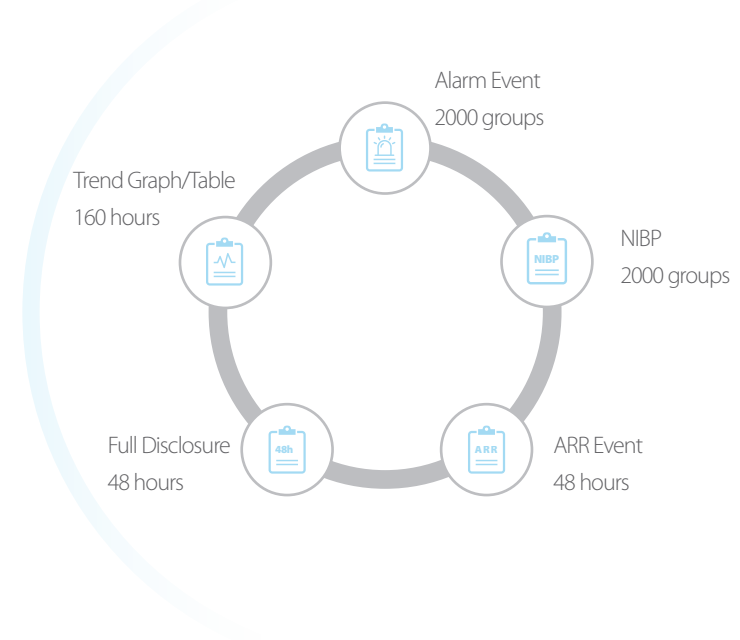 Alarm Event
2000 groups
Trend Graph/Table
160 hours
NIBP
NIBP
2000 groups
Full Disclosure
48 hours
48h
ARR
ARR Event
48 hours